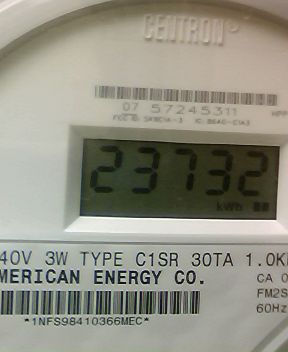 CENTRON
07 57245311
23732
kWh
40V 3W TYPE C1SR 30TA 1.0K
MERICAN ENERGY CO.
CA 0
FM2S
60Hz
*1NFS98410366MEC*